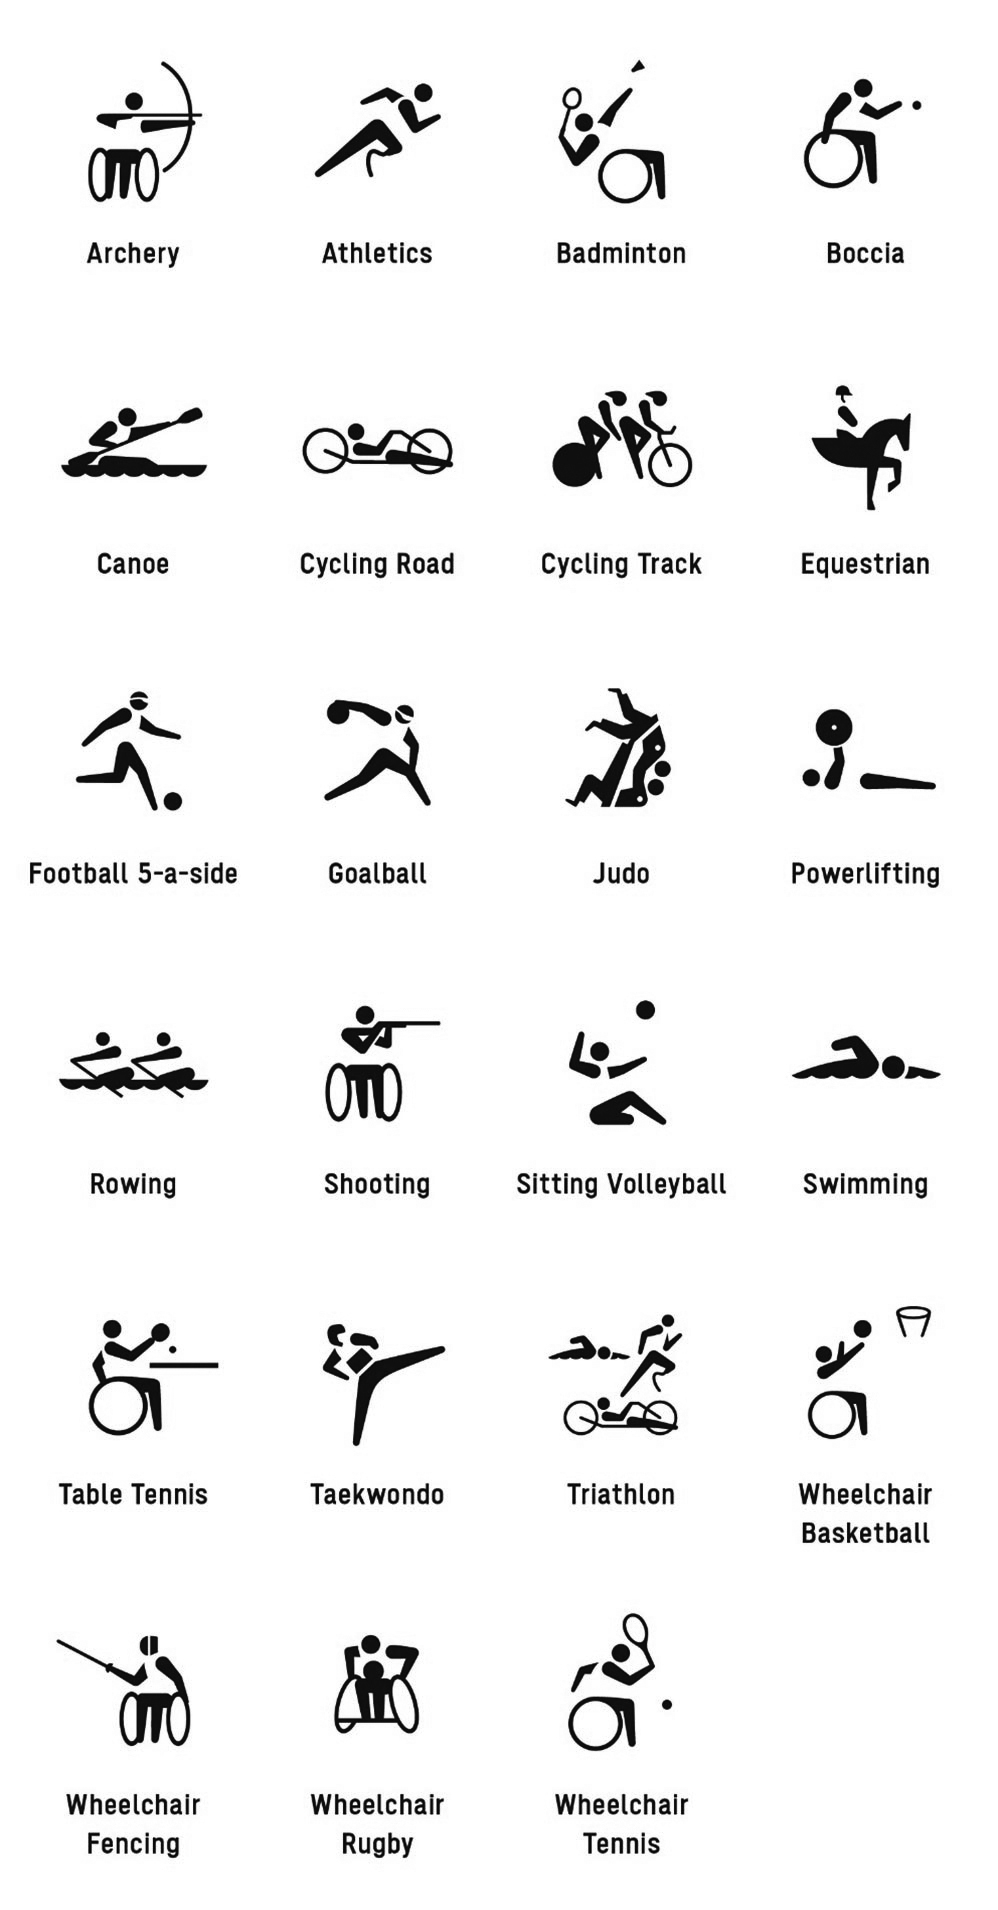 Archery
Athletics
Badminton
Boccia
Canoe
Cycling Road
Cycling Track
Equestrian
Football 5-a-side
Goalball
Judo
Powerlifting
Rowing
Shooting
Sitting Volleyball
Swimming
Table Tennis
Taekwondo
Triathlon
Wheelchair
Basketball
Wheelchair
Fencing
Wheelchair
Rugby
Wheelchair
Tennis